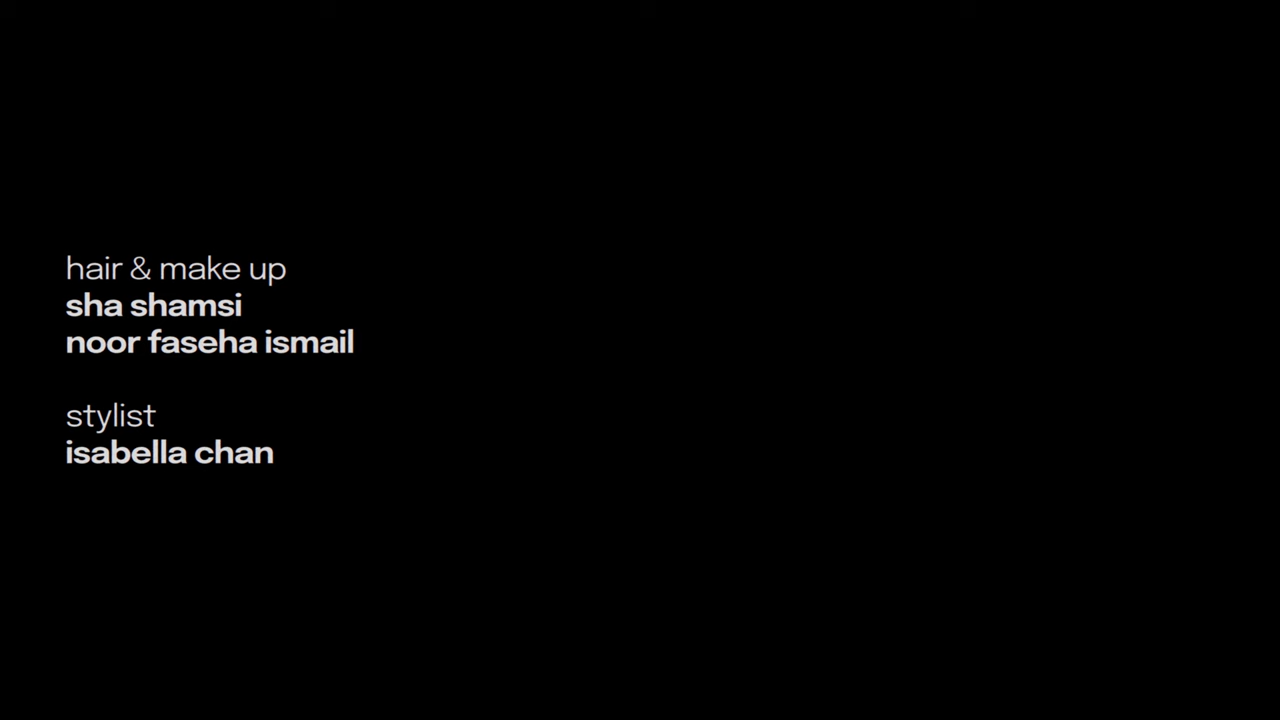 hair & make up
sha shamsi
noor faseha ismail
stylist
isabella chan